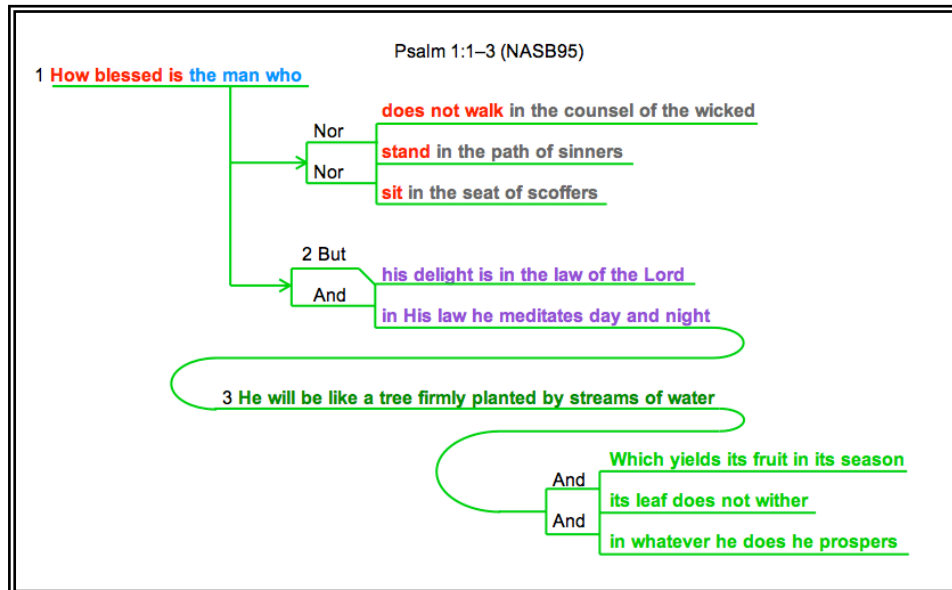 Psalm 1:1–3 (NASB95)
1 How blessed is the man who
does not walk in the counsel of the wicked
Nor
stand in the path of sinners
Nor
sit in the seat of scoffers
2 But
his delight is in the law of the Lord
And
in His law he meditates day and night
3 He will be like a tree firmly planted by streams of water
Which yields its fruit in its season
And
its leaf does not wither
And
in whatever he does he prospers